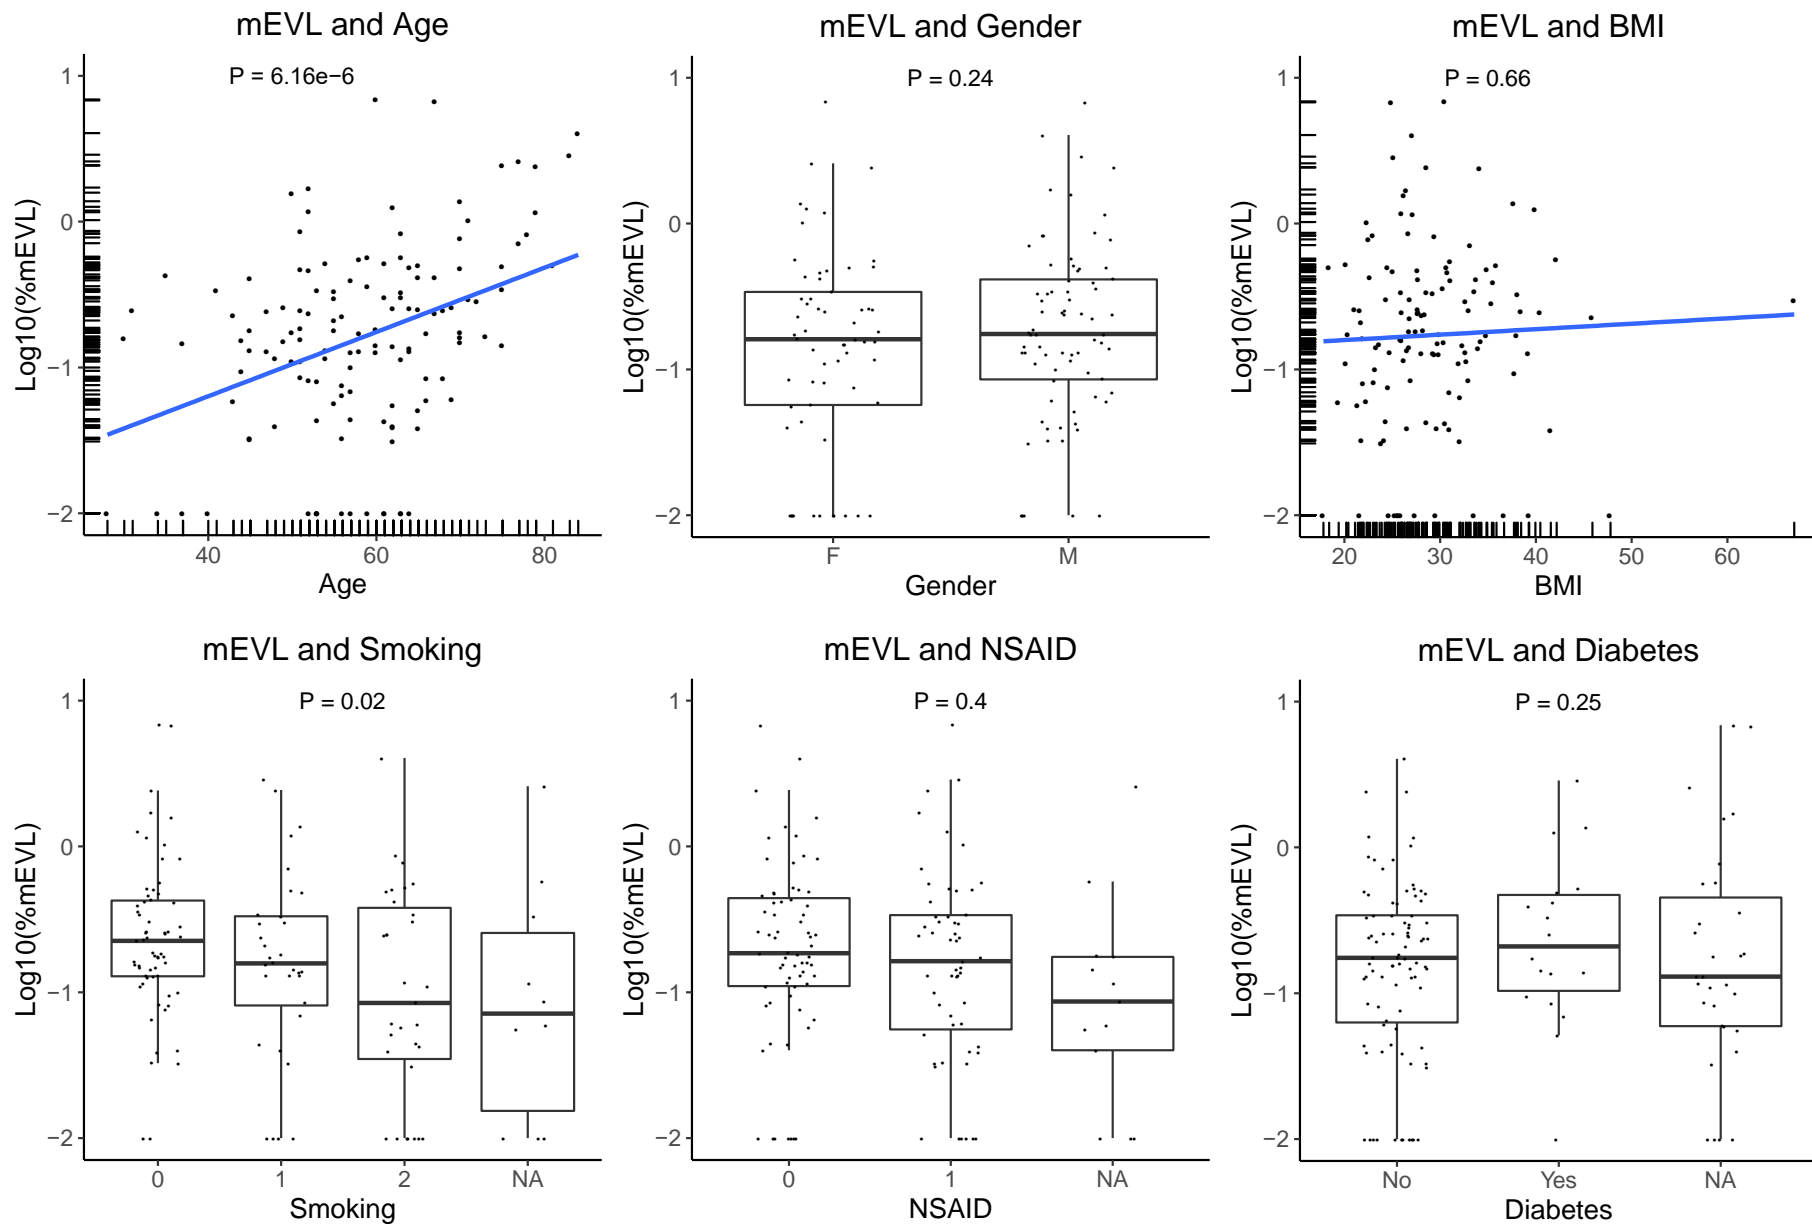 mEVL and Age
P = 6.16e−6
Log10(%mEVL)
1
0
−1
−2
40
60
80
Age
mEVL and Gender
P = 0.24
Log10(%mEVL)
1
0
−1
−2
F
M
Gender
mEVL and BMI
P = 0.66
Log10(%mEVL)
1
0
−1
−2
20
30
40
50
60
BMI
mEVL and Smoking
P = 0.02
Log10(%mEVL)
1
0
−1
−2
0
1
2
NA
Smoking
mEVL and NSAID
P = 0.4
Log10(%mEVL)
1
0
−1
−2
0
1
NA
NSAID
mEVL and Diabetes
P = 0.25
Log10(%mEVL)
1
0
−1
−2
No
Yes
NA
Diabetes